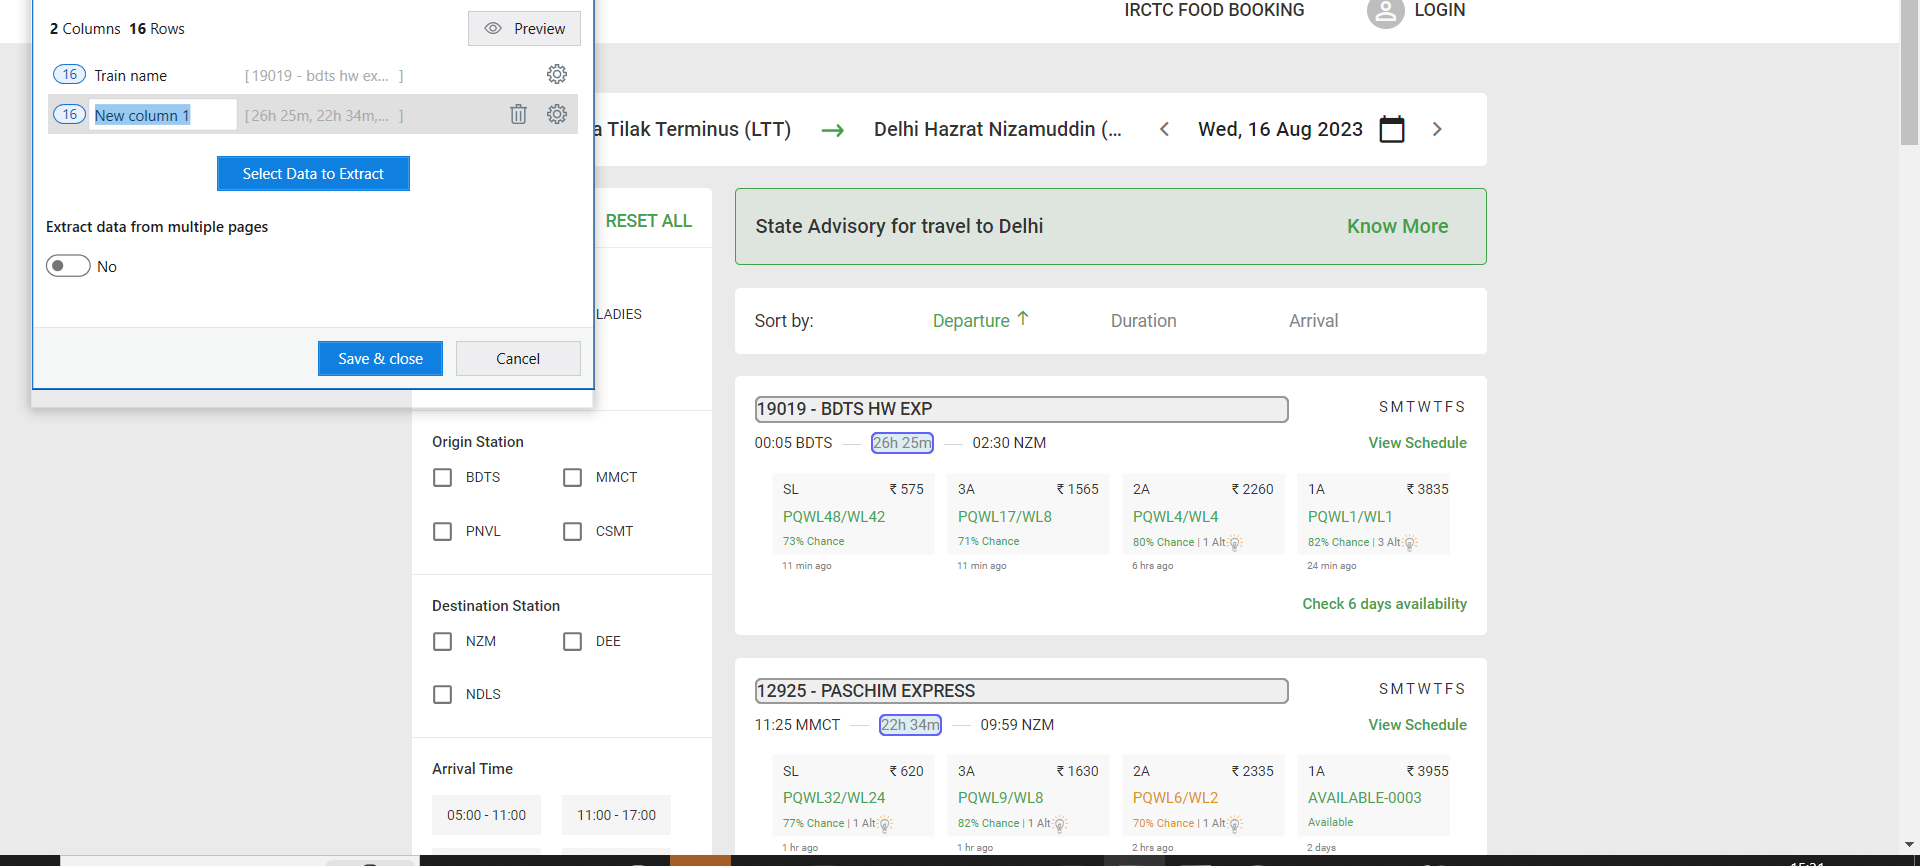 2 Columns 16 Rows
Preview
16 Train name [ 19019 - bdts hw ex... ]
16 New column 1 [ 26h 25m, 22h 34m,... ]
Select Data to Extract
Extract data from multiple pages
No
Save & close Cancel
IRCTC FOOD BOOKING LOGIN
a Tilak Terminus (LTT) → Delhi Hazrat Nizamuddin (... < Wed, 16 Aug 2023 >
RESET ALL
LADIES
Origin Station
BDTS MMCT
PNVL CSMT
Destination Station
NZM DEE
NDLS
Arrival Time
05:00 - 11:00 11:00 - 17:00
State Advisory for travel to Delhi Know More
Sort by: Departure ↑ Duration Arrival
19019 - BDTS HW EXP S M T W T F S
00:05 BDTS — 26h 25m — 02:30 NZM View Schedule
SL ₹ 575 3A ₹ 1565 2A ₹ 2260 1A ₹ 3835
PQWL48/WL42 PQWL17/WL8 PQWL4/WL4 PQWL1/WL1
73% Chance 71% Chance 80% Chance | 1 Alt 82% Chance | 3 Alt
11 min ago 11 min ago 6 hrs ago 24 min ago
Check 6 days availability
12925 - PASCHIM EXPRESS S M T W T F S
11:25 MMCT — 22h 34m — 09:59 NZM View Schedule
SL ₹ 620 3A ₹ 1630 2A ₹ 2335 1A ₹ 3955
PQWL32/WL24 PQWL9/WL8 PQWL6/WL2 AVAILABLE-0003
77% Chance | 1 Alt 82% Chance | 1 Alt 70% Chance | 1 Alt Available
1 hr ago 1 hr ago 2 hrs ago 2 days